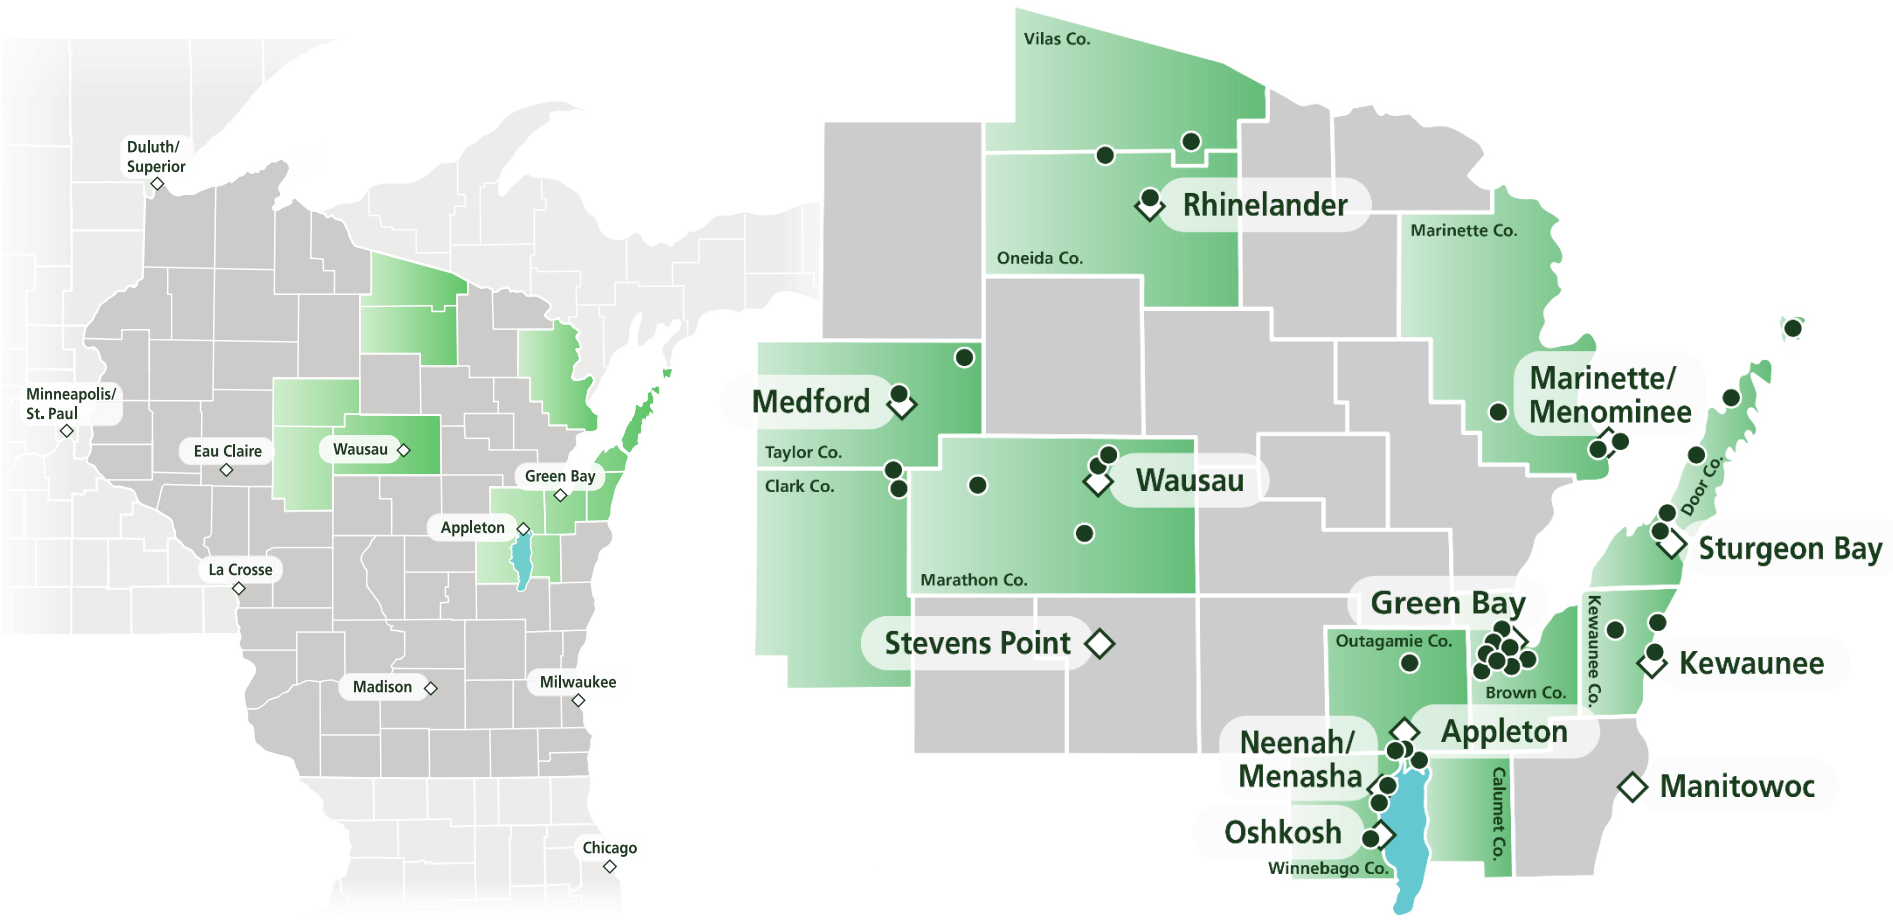 Duluth/
Superior
Minneapolis/
St. Paul
Eau Claire
Wausau
Green Bay
Appleton
La Crosse
Madison
Milwaukee
Chicago
Vilas Co.
Rhinelander
Oneida Co.
Marinette Co.
Medford
Taylor Co.
Clark Co.
Marinette/
Menominee
Wausau
Marathon Co.
Door Co.
Sturgeon Bay
Stevens Point
Green Bay
Outagamie Co.
Brown Co.
Kewaunee Co.
Kewaunee
Appleton
Neenah/
Menasha
Calumet Co.
Manitowoc
Oshkosh
Winnebago Co.